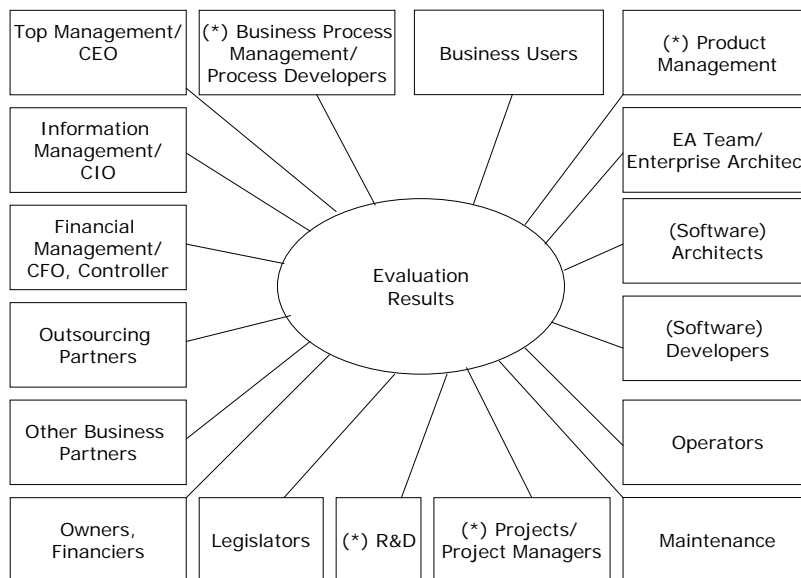 Top Management/
CEO
(*) Business Process
Management/
Process Developers
Business Users
(*) Product
Management
Information
Management/
CIO
EA Team/
Enterprise Architec
Financial
Management/
CFO, Controller
(Software)
Architects
Evaluation
Results
Outsourcing
Partners
(Software)
Developers
Other Business
Partners
Operators
Owners,
Financiers
Legislators
(*) R&D
(*) Projects/
Project Managers
Maintenance